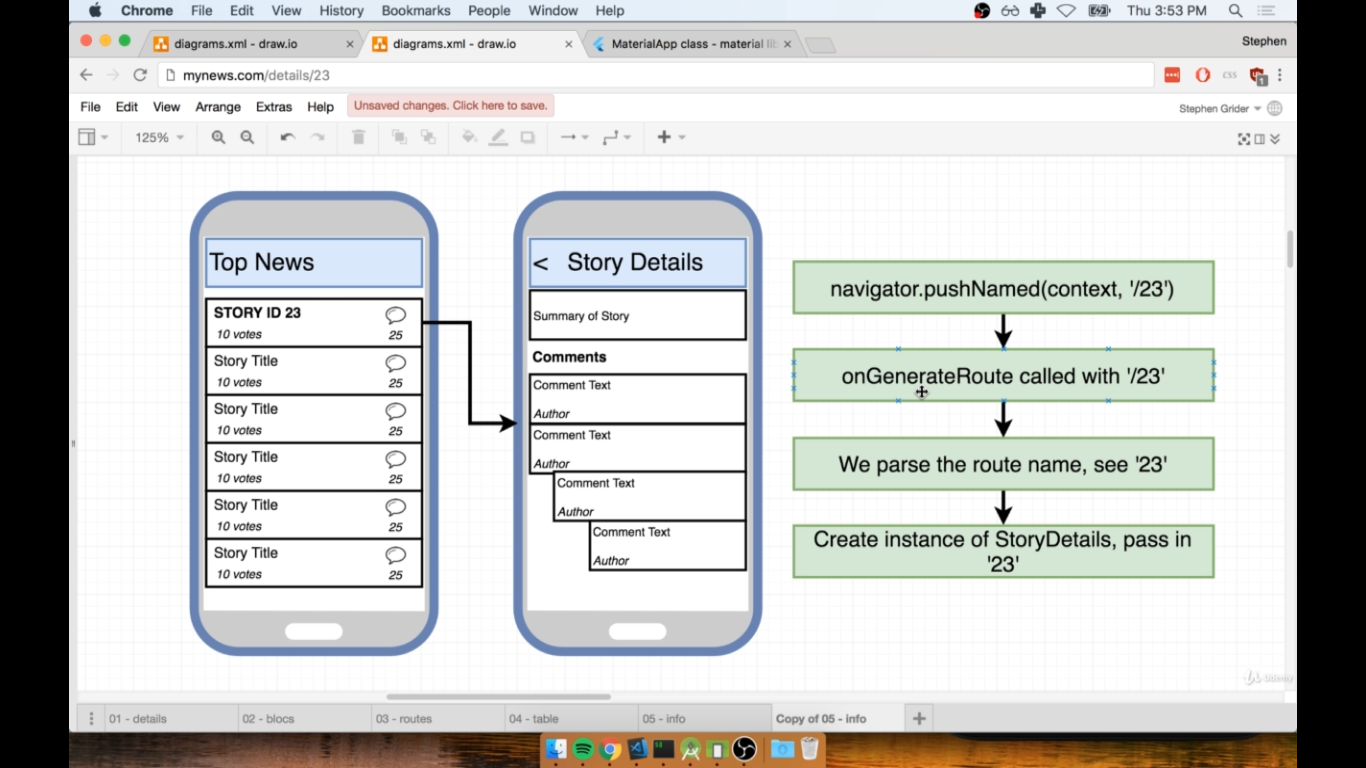 Chrome File Edit View History Bookmarks People Window Help Thu 3:53 PM
diagrams.xml - draw.io
diagrams.xml - draw.io
MaterialApp class - material
Stephen
mynews.com/details/23
css
1
File Edit View Arrange Extras Help
Unsaved changes. Click here to save.
Stephen Grider
125%
Top News
STORY ID 23
10 votes
25
Story Title
10 votes
25
Story Title
10 votes
25
Story Title
10 votes
25
Story Title
10 votes
25
Story Title
10 votes
25
< Story Details
Summary of Story
Comments
Comment Text
Author
Comment Text
Author
Comment Text
Author
Comment Text
Author
navigator.pushNamed(context, '/23')
onGenerateRoute called with '/23'
We parse the route name, see '23'
Create instance of StoryDetails, pass in
'23'
Udemy
01 - details
02 - blocs
03 - routes
04 - table
05 - info
Copy of 05 - info